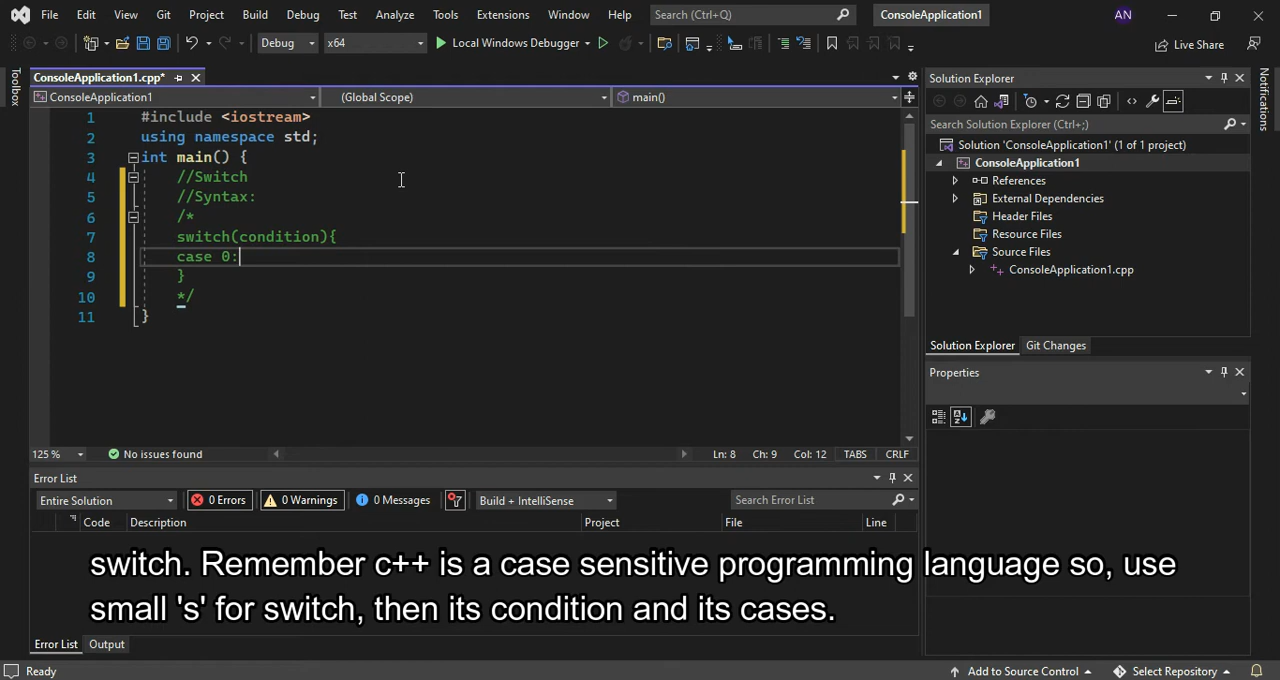 File Edit View Git Project Build Debug Test Analyze Tools Extensions Window Help Search (Ctrl+Q) ConsoleApplication1 AN
Debug x64 Local Windows Debugger Live Share
Toolbox
ConsoleApplication1.cpp*
ConsoleApplication1 (Global Scope) main()
1 #include <iostream>
2 using namespace std;
3 int main() {
4 //Switch
5 //Syntax:
6 /*
7 switch(condition){
8 case 0:
9 }
10 */
11 }
125 % No issues found Ln: 8 Ch: 9 Col: 12 TABS CRLF
Solution Explorer
Search Solution Explorer (Ctrl+;)
Solution 'ConsoleApplication1' (1 of 1 project)
ConsoleApplication1
References
External Dependencies
Header Files
Resource Files
Source Files
ConsoleApplication1.cpp
Solution Explorer Git Changes
Properties
Notifications
Error List
Entire Solution 0 Errors 0 Warnings 0 Messages Build + IntelliSense Search Error List
Code Description Project File Line
switch. Remember c++ is a case sensitive programming language so, use
small 's' for switch, then its condition and its cases.
Error List Output
Ready Add to Source Control Select Repository